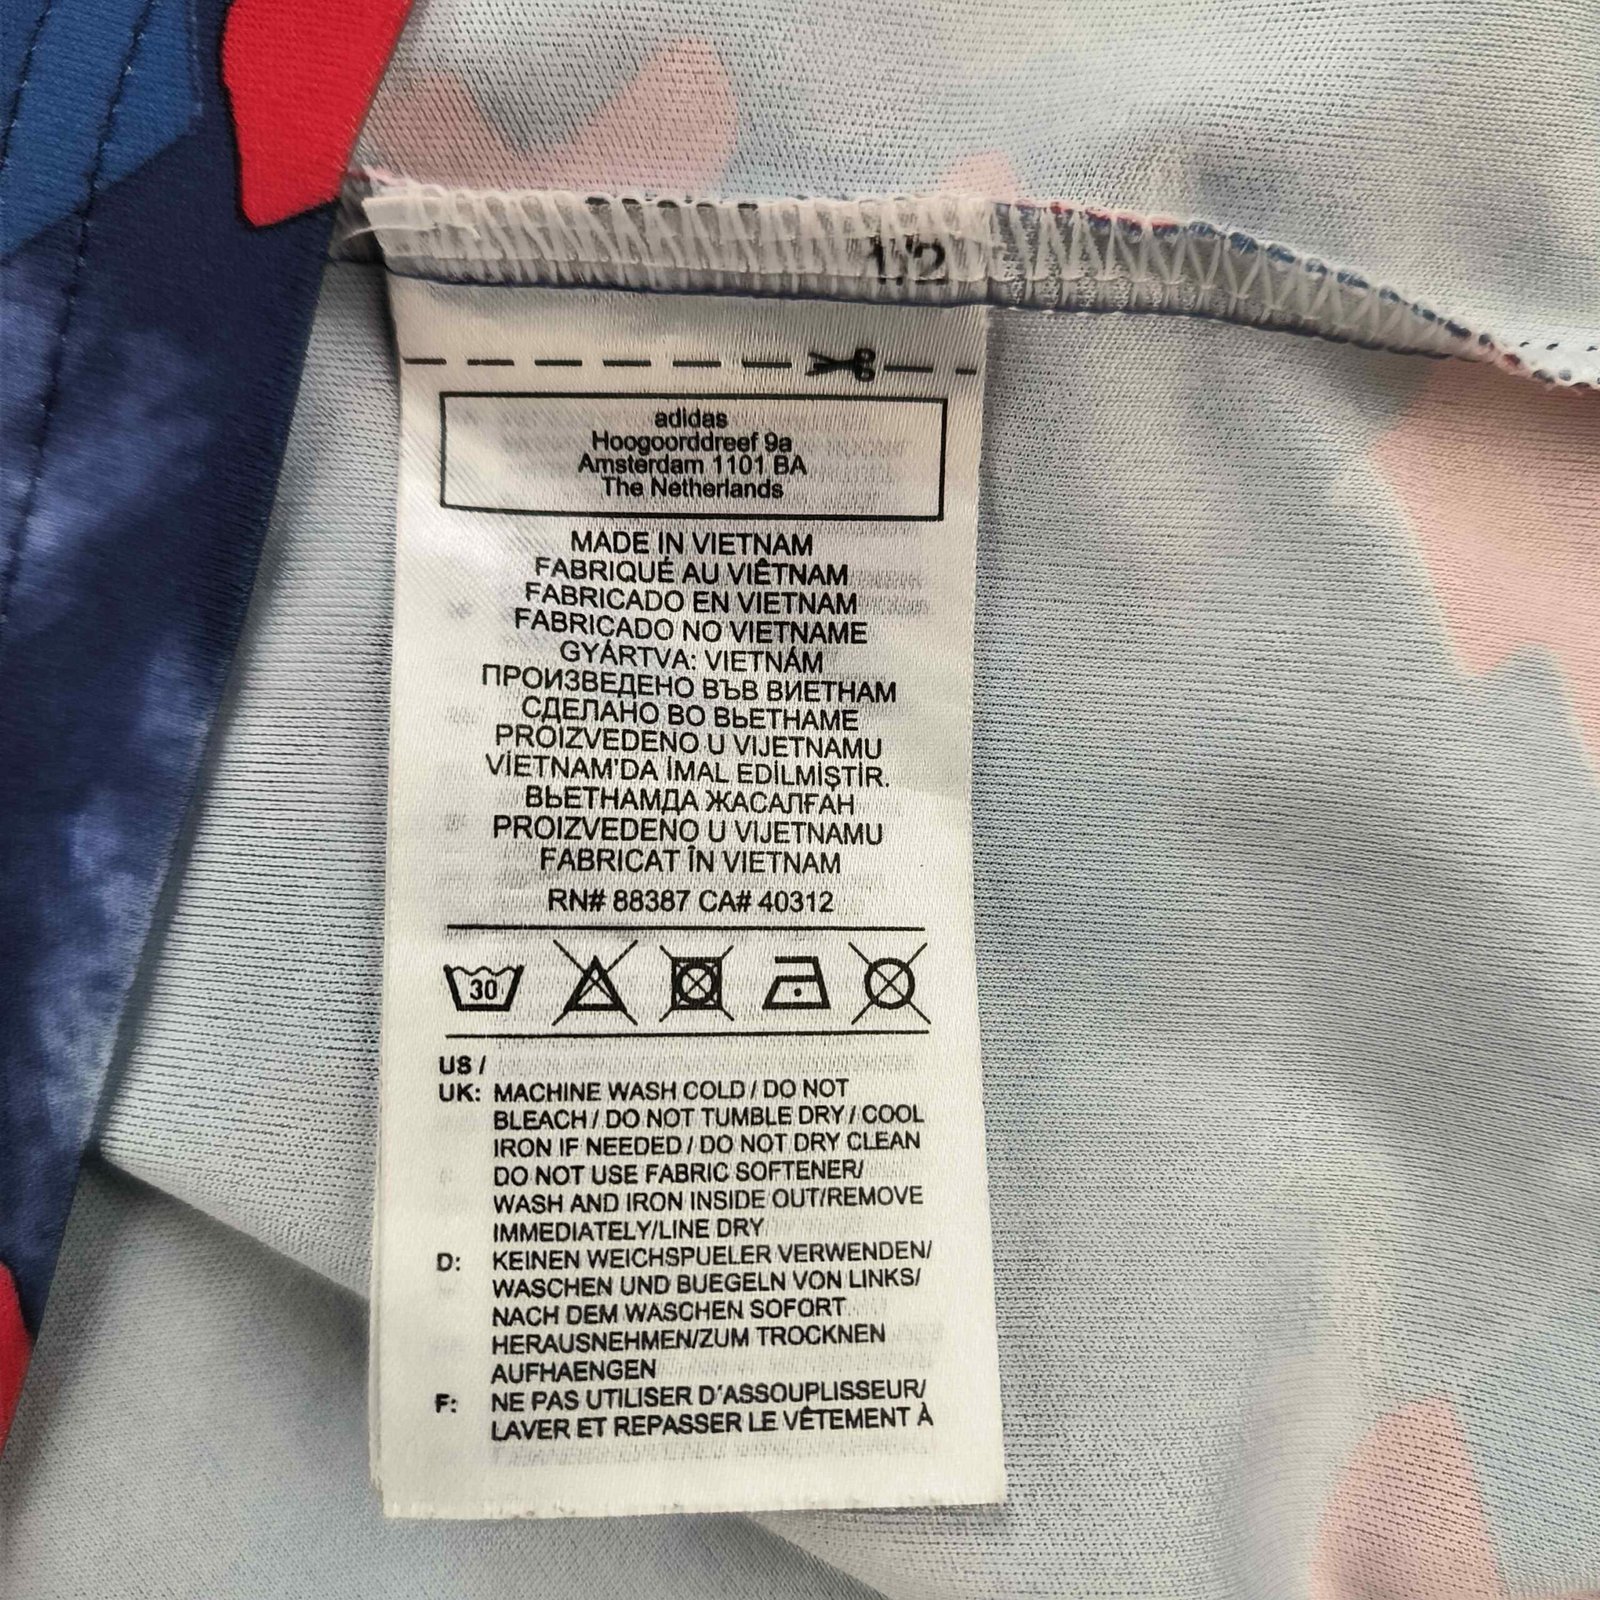 1/2
adidas
Hoogoorddreef 9a
Amsterdam 1101 BA
The Netherlands
MADE IN VIETNAM
FABRIQUÉ AU VIÊTNAM
FABRICADO EN VIETNAM
FABRICADO NO VIETNAME
GYÁRTVA: VIETNÁM
ПРОИЗВЕДЕНО ВЪВ ВИЕТНАМ
СДЕЛАНО ВО ВЬЕТНАМЕ
PROIZVEDENO U VIJETNAMU
VİETNAM'DA İMAL EDİLMİŞTİR.
ВЬЕТНАМДА ЖАСАЛҒАН
PROIZVEDENO U VIJETNAMU
FABRICAT ÎN VIETNAM
RN# 88387 CA# 40312
30
US /
UK: MACHINE WASH COLD / DO NOT
BLEACH / DO NOT TUMBLE DRY / COOL
IRON IF NEEDED / DO NOT DRY CLEAN
DO NOT USE FABRIC SOFTENER/
WASH AND IRON INSIDE OUT/REMOVE
IMMEDIATELY/LINE DRY
D: KEINEN WEICHSPUELER VERWENDEN/
WASCHEN UND BUEGELN VON LINKS/
NACH DEM WASCHEN SOFORT
HERAUSNEHMEN/ZUM TROCKNEN
AUFHAENGEN
F: NE PAS UTILISER D'ASSOUPLISSEUR/
LAVER ET REPASSER LE VÊTEMENT À